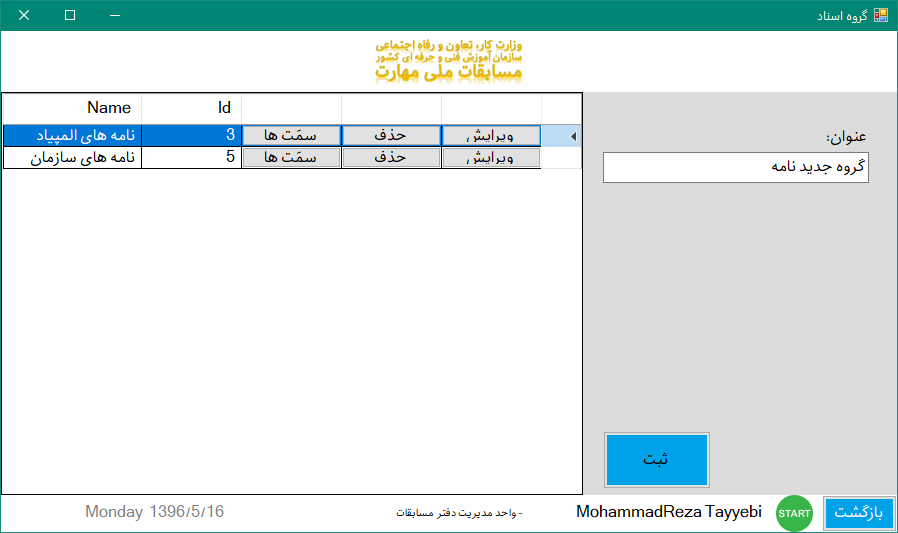 گروه اسناد
وزارت کار، تعاون و رفاه اجتماعی
سازمان آموزش فنی و حرفه ای کشور
مسابقات ملی مهارت
عنوان:
گروه جدید نامه
ثبت
Id Name
ویرایش حذف سمَت ها 3 نامه های المپیاد
ویرایش حذف سمَت ها 5 نامه های سازمان
بازگشت
START
MohammadReza Tayyebi
- واحد مدیریت دفتر مسابقات
Monday 1396/5/16